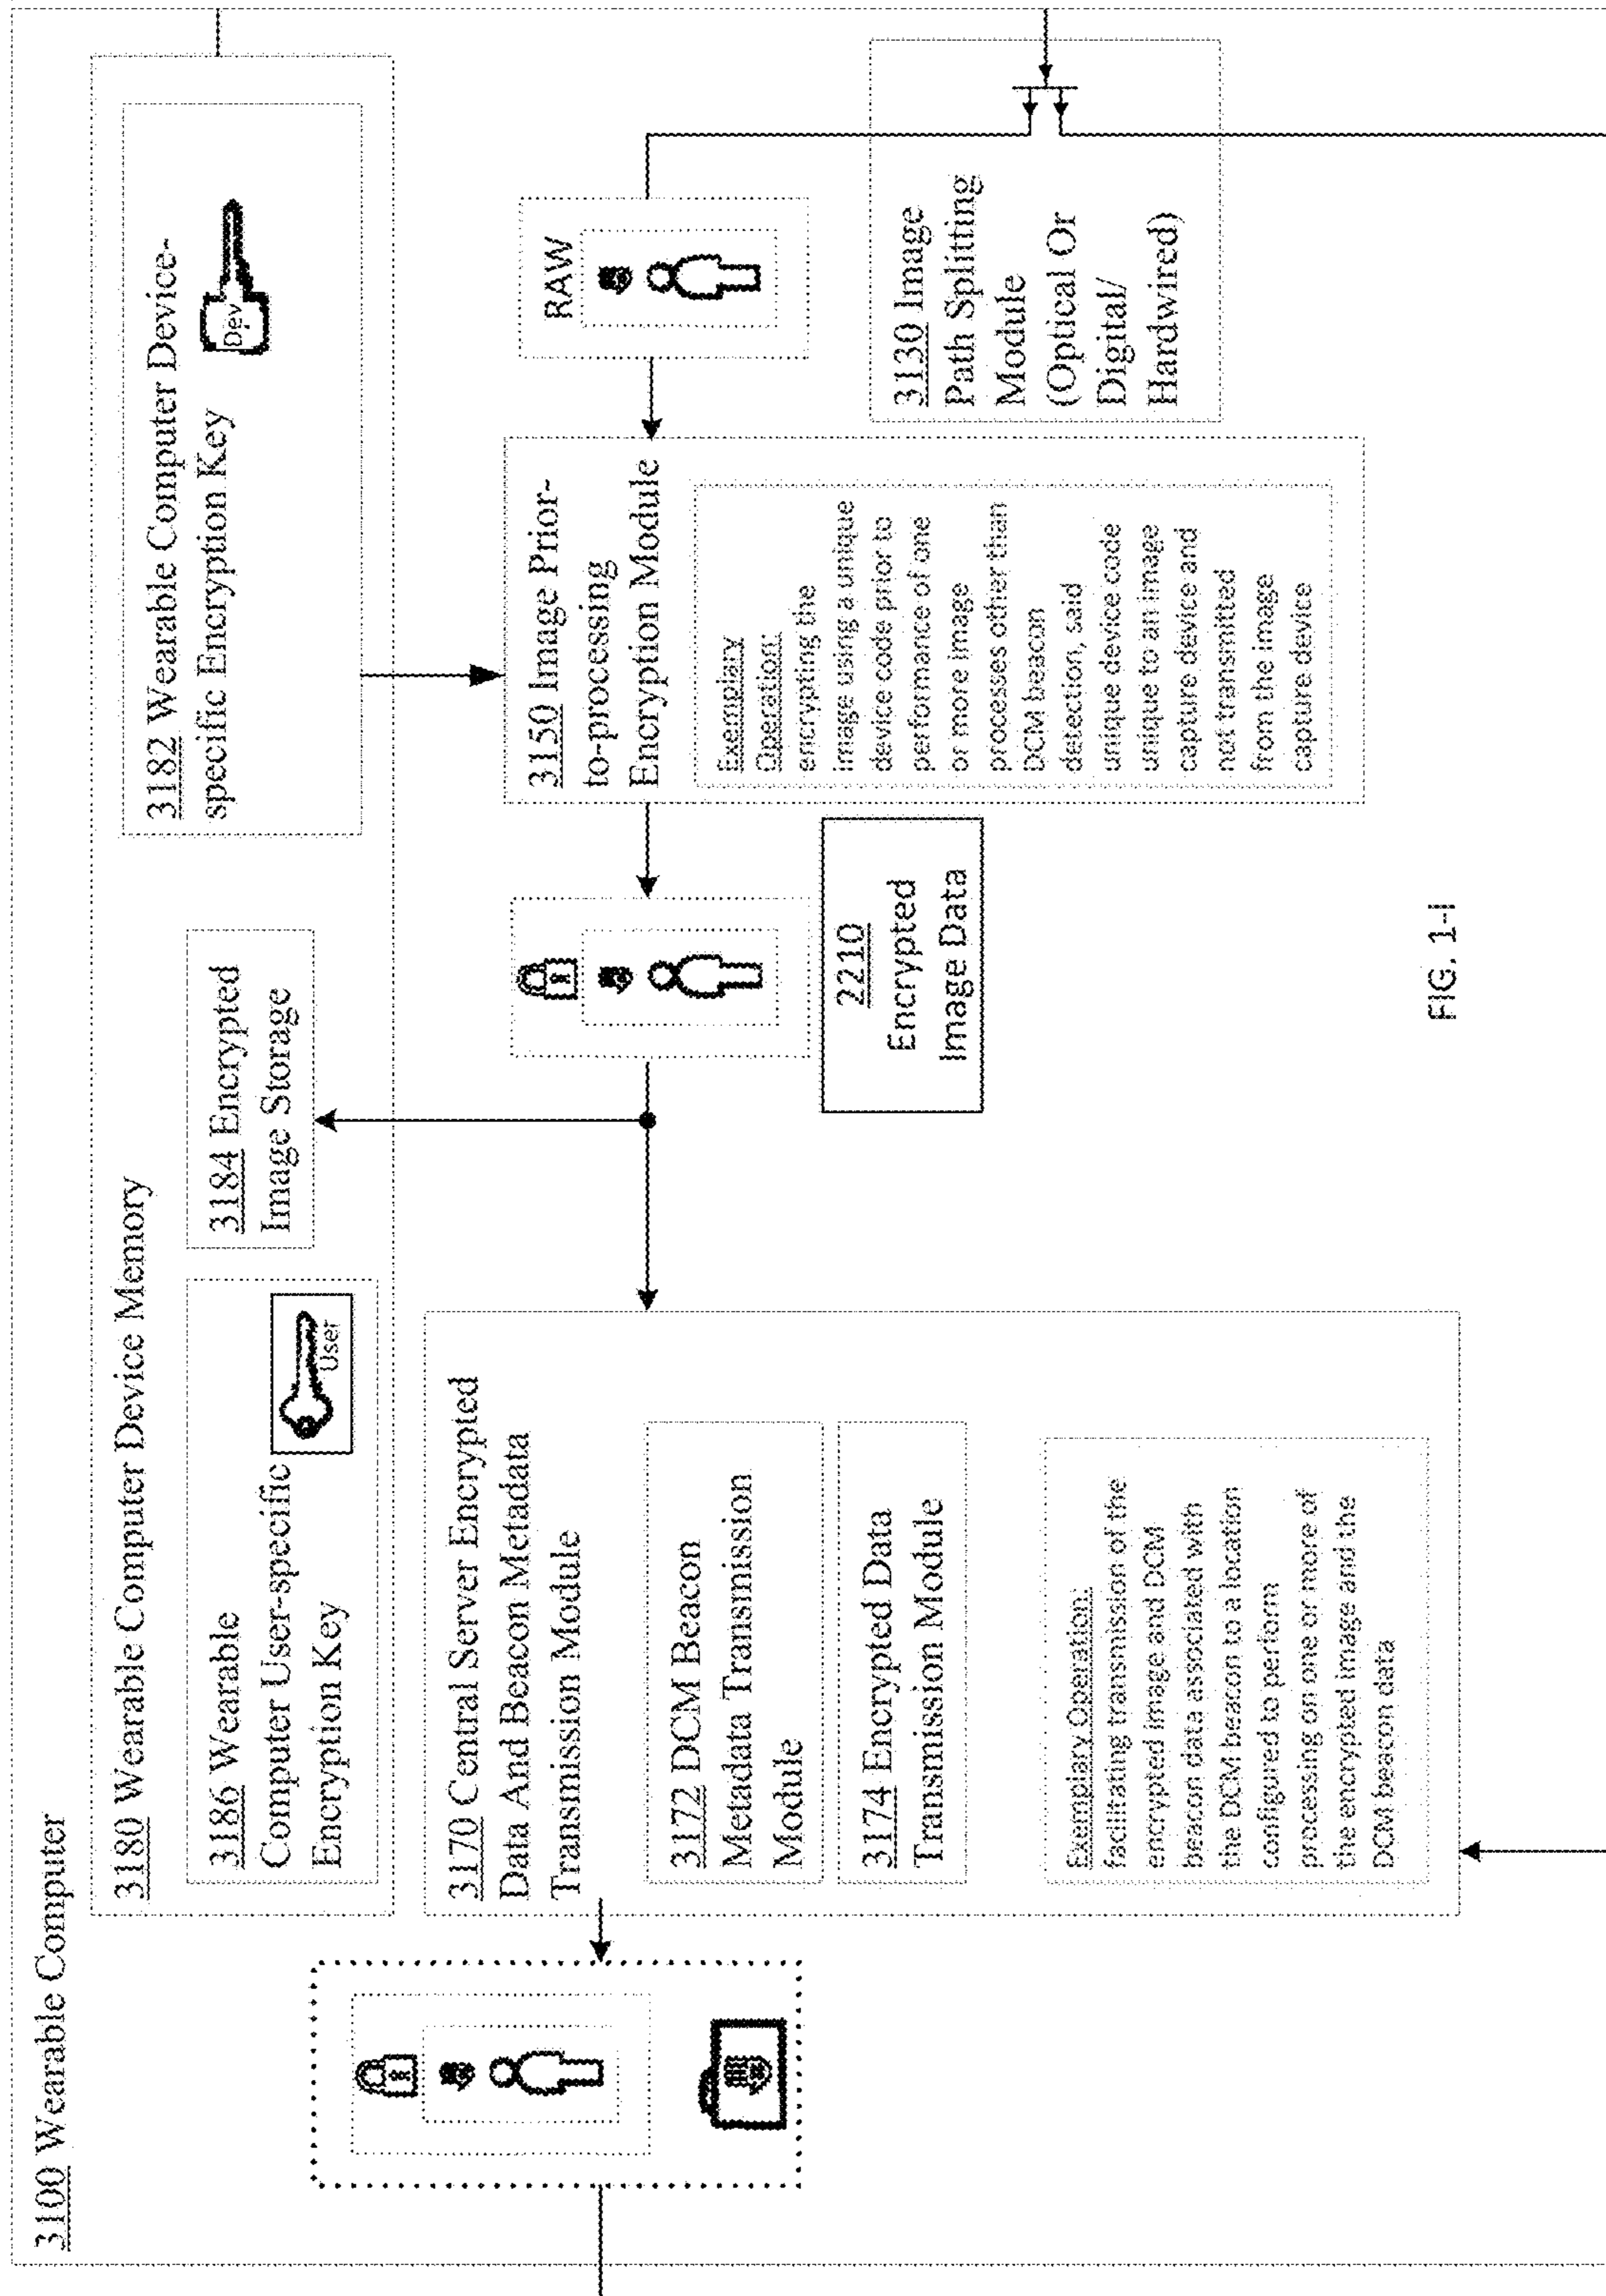 3100 Wearable Computer
3180 Wearable Computer Device Memory
3186 Wearable
Computer User-specific
Encryption Key
User
3184 Encrypted
Image Storage
3182 Wearable Computer Device-
specific Encryption Key
Dev
3170 Central Server Encrypted
Data And Beacon Metadata
Transmission Module
3172 DCM Beacon
Metadata Transmission
Module
3174 Encrypted Data
Transmission Module
Exemplary Operation:
facilitating transmission of the
encrypted image and DCM
beacon data associated with
the DCM beacon to a location
configured to perform
processing on one or more of
the encrypted image and the
DCM beacon data
2210
Encrypted
Image Data
3150 Image Prior-
to-processing
Encryption Module
Exemplary
Operation:
encrypting the
image using a unique
device code prior to
performance of one
or more image
processes other than
DCM beacon
detection, said
unique device code
unique to an image
capture device and
not transmitted
from the image
capture device
RAW
3130 Image
Path Splitting
Module
(Optical Or
Digital/
Hardwired)
FIG. 1-I